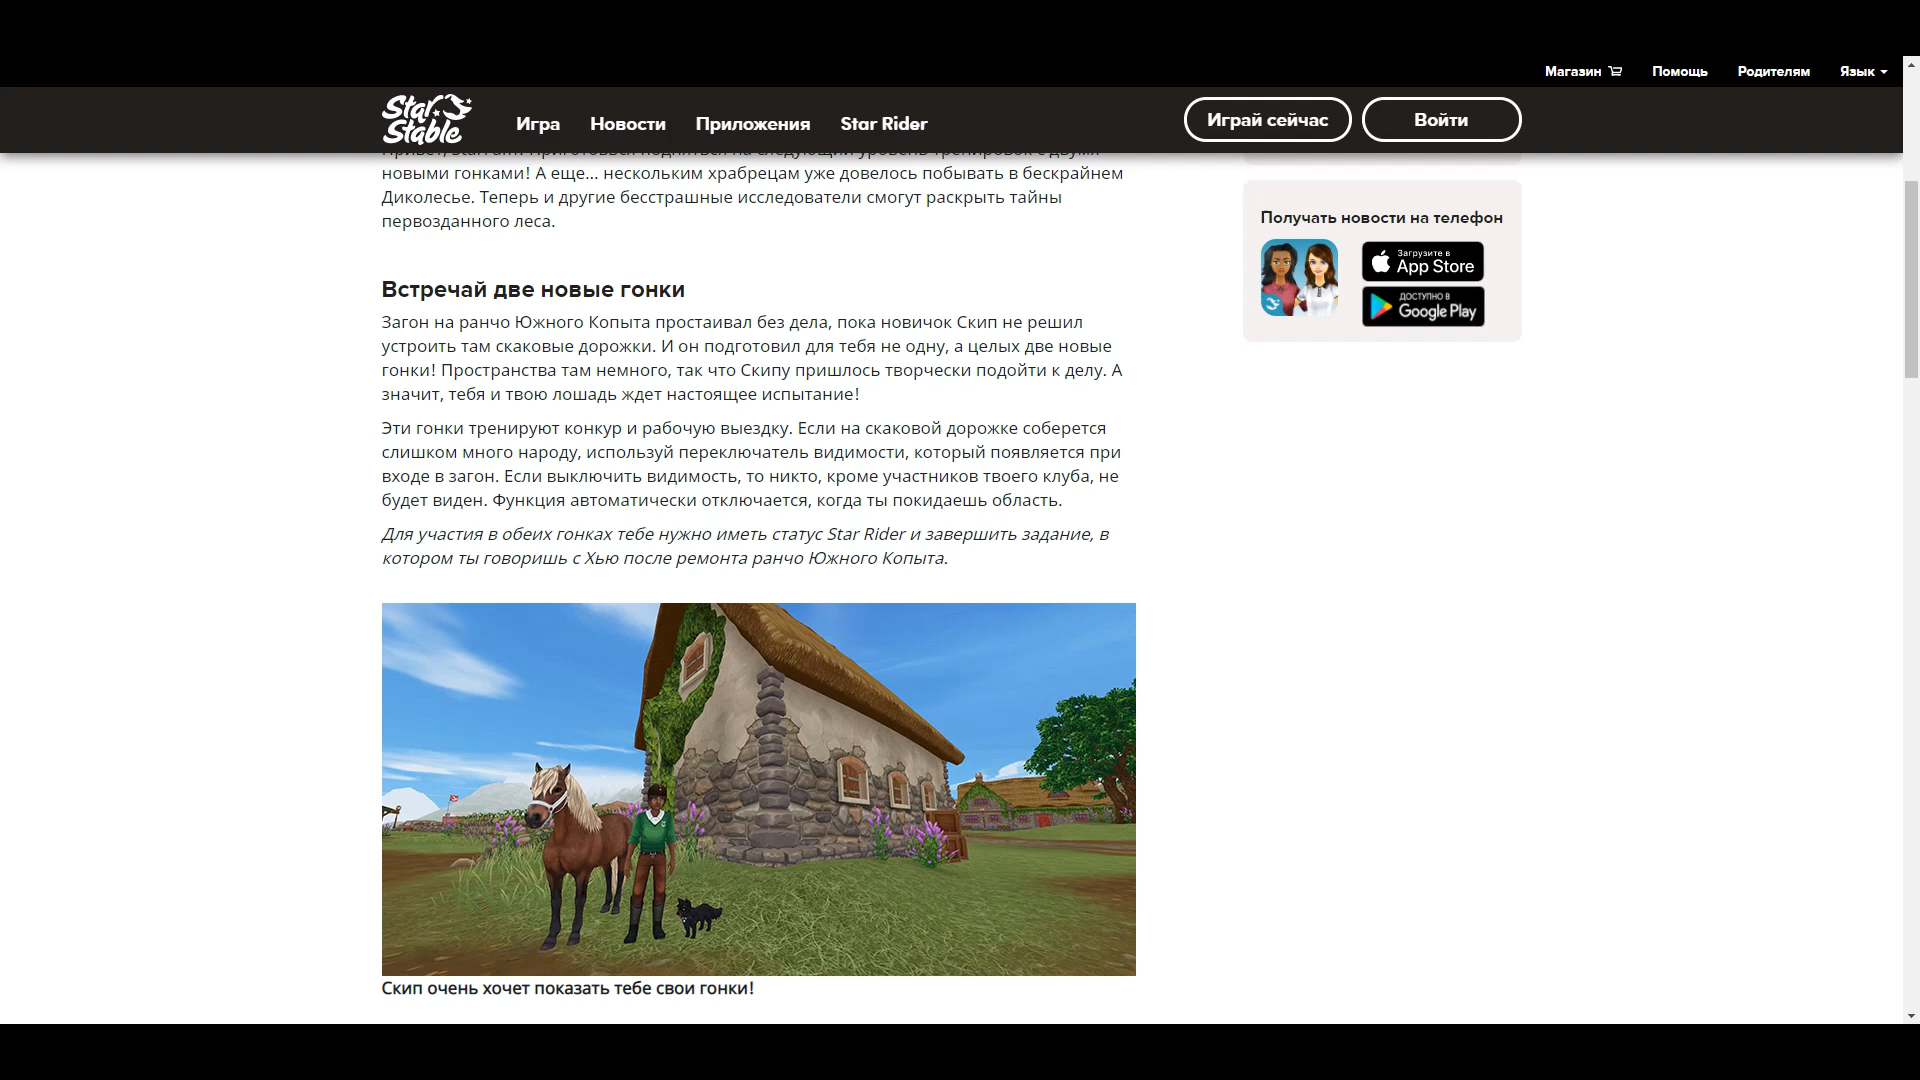 Магазин
Помощь
Родителям
Язык
Star Stable
Игра
Новости
Приложения
Star Rider
Играй сейчас
Войти
новыми гонками! А еще... нескольким храбрецам уже довелось побывать в бескрайнем
Диколесье. Теперь и другие бесстрашные исследователи смогут раскрыть тайны
первозданного леса.
Встречай две новые гонки
Загон на ранчо Южного Копыта простаивал без дела, пока новичок Скип не решил
устроить там скаковые дорожки. И он подготовил для тебя не одну, а целых две новые
гонки! Пространства там немного, так что Скипу пришлось творчески подойти к делу. А
значит, тебя и твою лошадь ждет настоящее испытание!
Эти гонки тренируют конкур и рабочую выездку. Если на скаковой дорожке соберется
слишком много народу, используй переключатель видимости, который появляется при
входе в загон. Если выключить видимость, то никто, кроме участников твоего клуба, не
будет виден. Функция автоматически отключается, когда ты покидаешь область.
Для участия в обеих гонках тебе нужно иметь статус Star Rider и завершить задание, в
котором ты говоришь с Хью после ремонта ранчо Южного Копыта.
Скип очень хочет показать тебе свои гонки!
Получать новости на телефон
Загрузите в
App Store
ДОСТУПНО В
Google Play